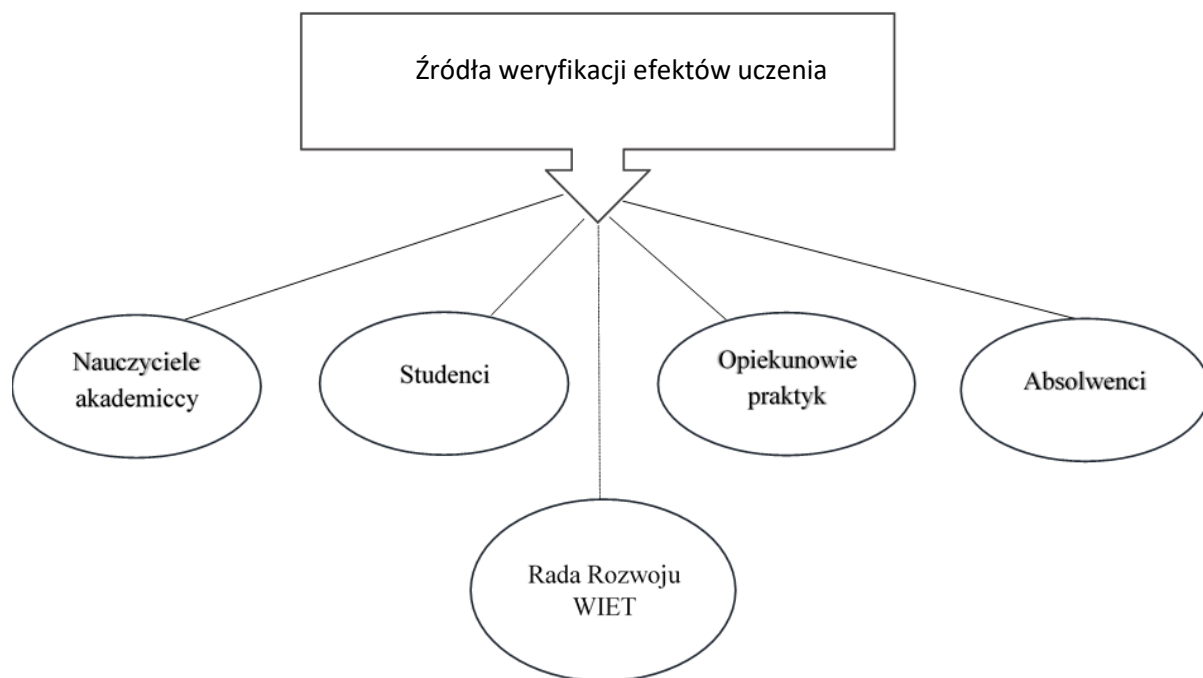 Źródła weryfikacji efektów uczenia
Nauczyciele
akademiccy
Studenci
Opiekunowie
praktyk
Absolwenci
Rada Rozwoju
WIET